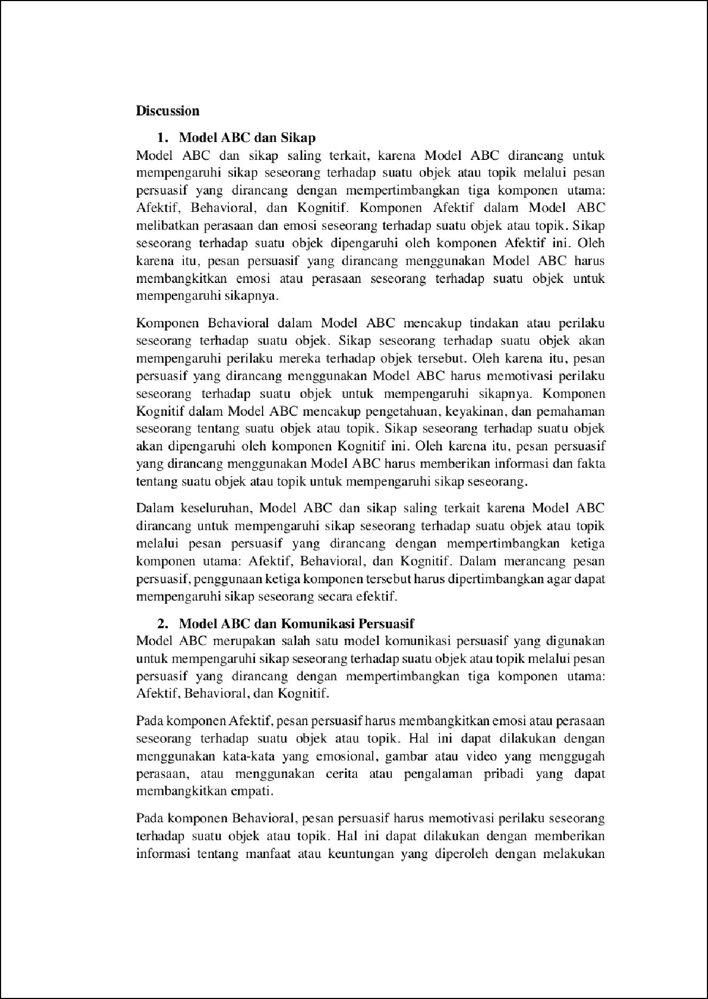 Discussion
1. Model ABC dan Sikap
Model ABC dan sikap saling terkait, karena Model ABC dirancang untuk
mempengaruhi sikap seseorang terhadap suatu objek atau topik melalui pesan
persuasif yang dirancang dengan mempertimbangkan tiga komponen utama:
Afektif, Behavioral, dan Kognitif. Komponen Afektif dalam Model ABC
melibatkan perasaan dan emosi seseorang terhadap suatu objek atau topik. Sikap
seseorang terhadap suatu objek dipengaruhi oleh komponen Afektif ini. Oleh
karena itu, pesan persuasif yang dirancang menggunakan Model ABC harus
membangkitkan emosi atau perasaan seseorang terhadap suatu objek untuk
mempengaruhi sikapnya.
Komponen Behavioral dalam Model ABC mencakup tindakan atau perilaku
seseorang terhadap suatu objek. Sikap seseorang terhadap suatu objek akan
mempengaruhi perilaku mereka terhadap objek tersebut. Oleh karena itu, pesan
persuasif yang dirancang menggunakan Model ABC harus memotivasi perilaku
seseorang terhadap suatu objek untuk mempengaruhi sikapnya. Komponen
Kognitif dalam Model ABC mencakup pengetahuan, keyakinan, dan pemahaman
seseorang tentang suatu objek atau topik. Sikap seseorang terhadap suatu objek
akan dipengaruhi oleh komponen Kognitif ini. Oleh karena itu, pesan persuasif
yang dirancang menggunakan Model ABC harus memberikan informasi dan fakta
tentang suatu objek atau topik untuk mempengaruhi sikap seseorang.
Dalam keseluruhan, Model ABC dan sikap saling terkait karena Model ABC
dirancang untuk mempengaruhi sikap seseorang terhadap suatu objek atau topik
melalui pesan persuasif yang dirancang dengan mempertimbangkan ketiga
komponen utama: Afektif, Behavioral, dan Kognitif. Dalam merancang pesan
persuasif, penggunaan ketiga komponen tersebut harus dipertimbangkan agar dapat
mempengaruhi sikap seseorang secara efektif.
2. Model ABC dan Komunikasi Persuasif
Model ABC merupakan salah satu model komunikasi persuasif yang digunakan
untuk mempengaruhi sikap seseorang terhadap suatu objek atau topik melalui pesan
persuasif yang dirancang dengan mempertimbangkan tiga komponen utama:
Afektif, Behavioral, dan Kognitif.
Pada komponen Afektif, pesan persuasif harus membangkitkan emosi atau perasaan
seseorang terhadap suatu objek atau topik. Hal ini dapat dilakukan dengan
menggunakan kata-kata yang emosional, gambar atau video yang menggugah
perasaan, atau menggunakan cerita atau pengalaman pribadi yang dapat
membangkitkan empati.
Pada komponen Behavioral, pesan persuasif harus memotivasi perilaku seseorang
terhadap suatu objek atau topik. Hal ini dapat dilakukan dengan memberikan
informasi tentang manfaat atau keuntungan yang diperoleh dengan melakukan